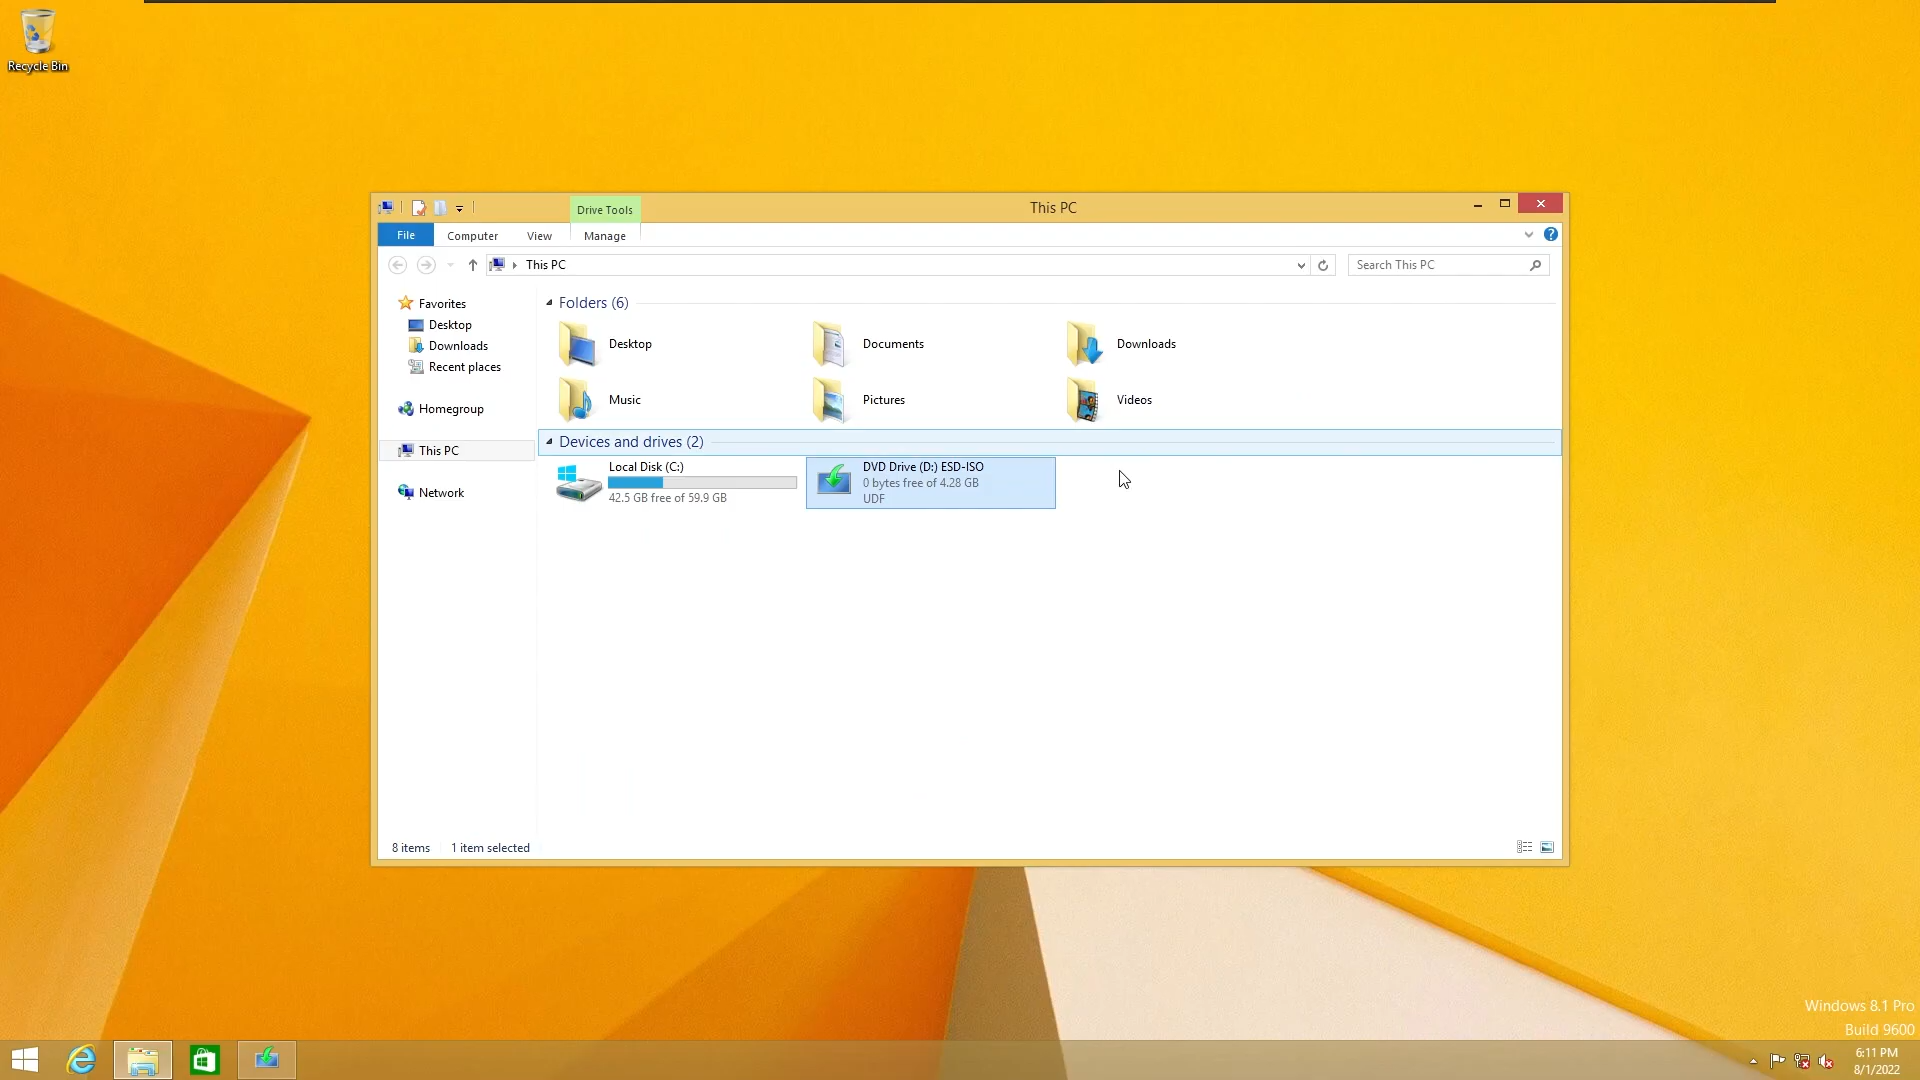 Recycle Bin
Drive Tools
This PC
File
Computer
View
Manage
This PC
Search This PC
Favorites
Desktop
Downloads
Recent places
Homegroup
This PC
Network
Folders (6)
Desktop
Documents
Downloads
Music
Pictures
Videos
Devices and drives (2)
Local Disk (C:)
42.5 GB free of 59.9 GB
DVD Drive (D:) ESD-ISO
0 bytes free of 4.28 GB
UDF
8 items
1 item selected
Windows 8.1 Pro
Build 9600
6:11 PM
8/1/2022